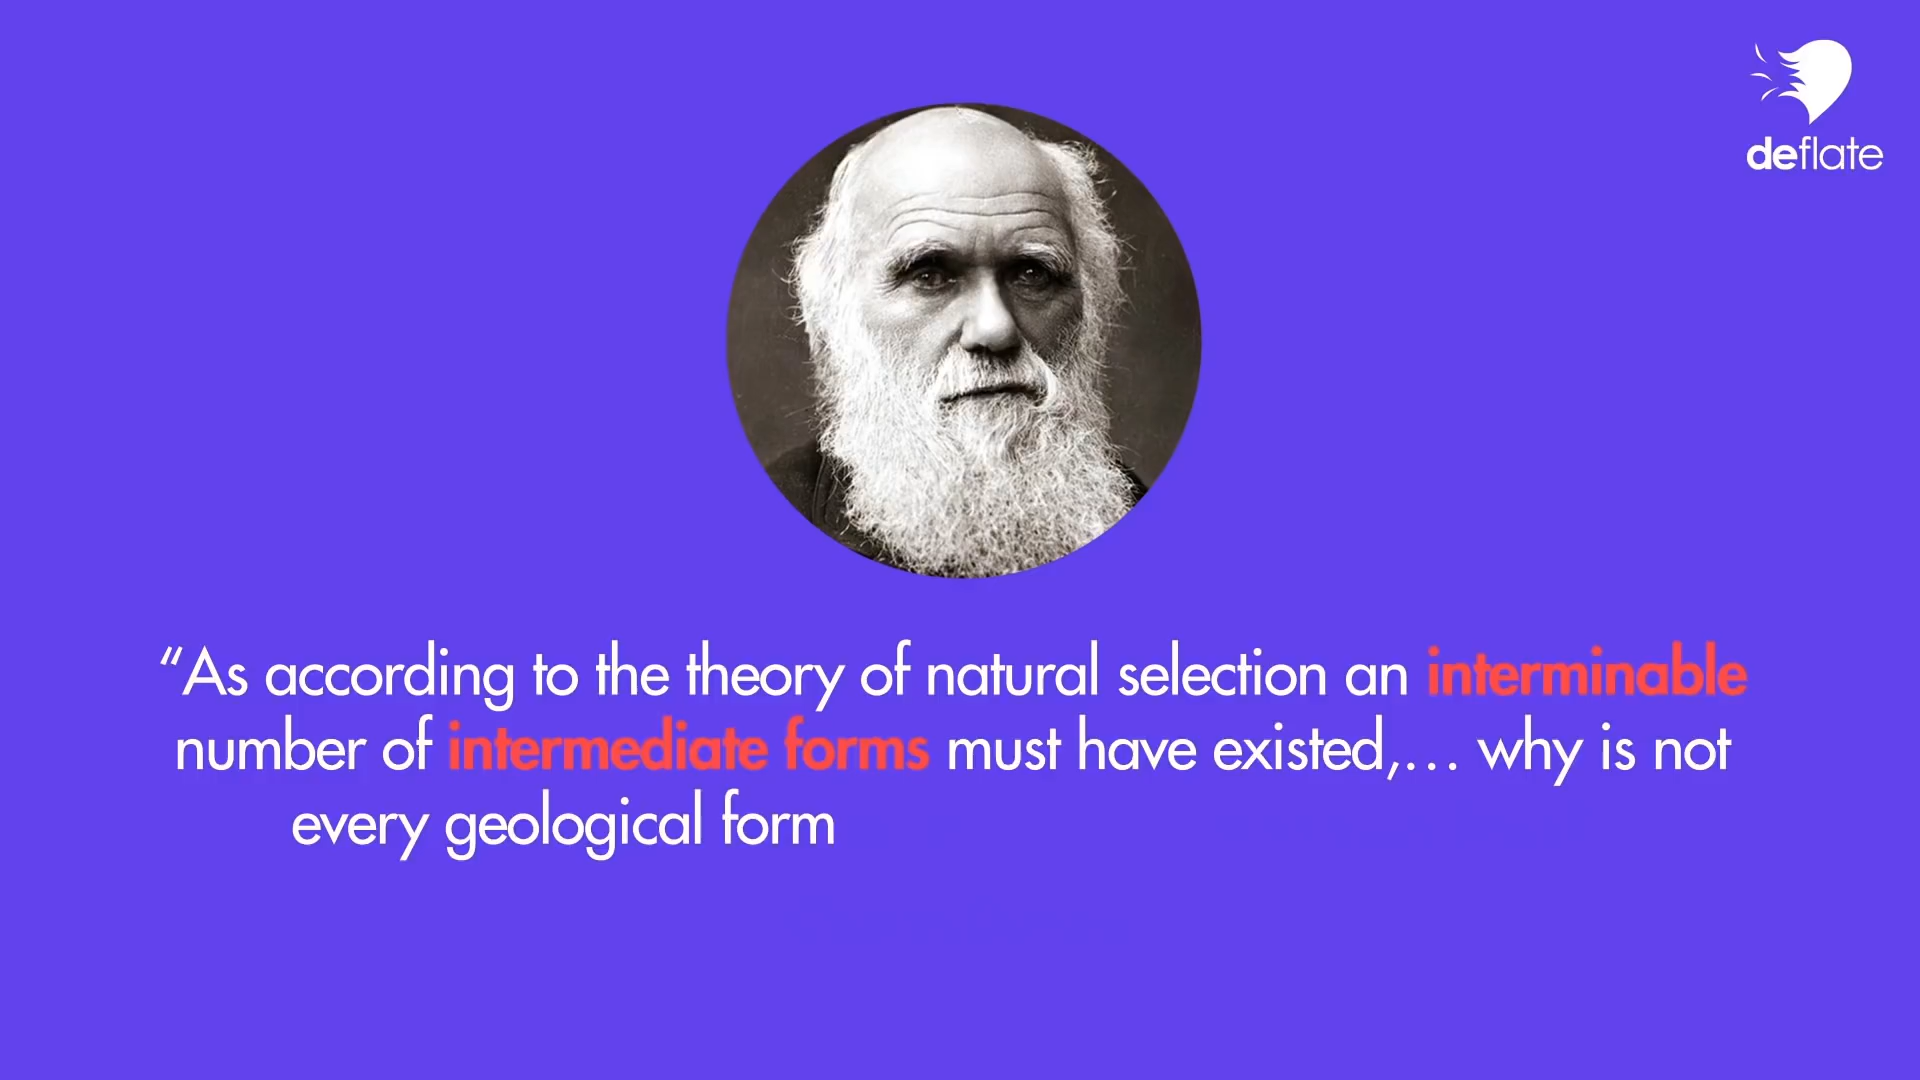 deflate
“As according to the theory of natural selection an interminable
number of intermediate forms must have existed,… why is not
every geological form